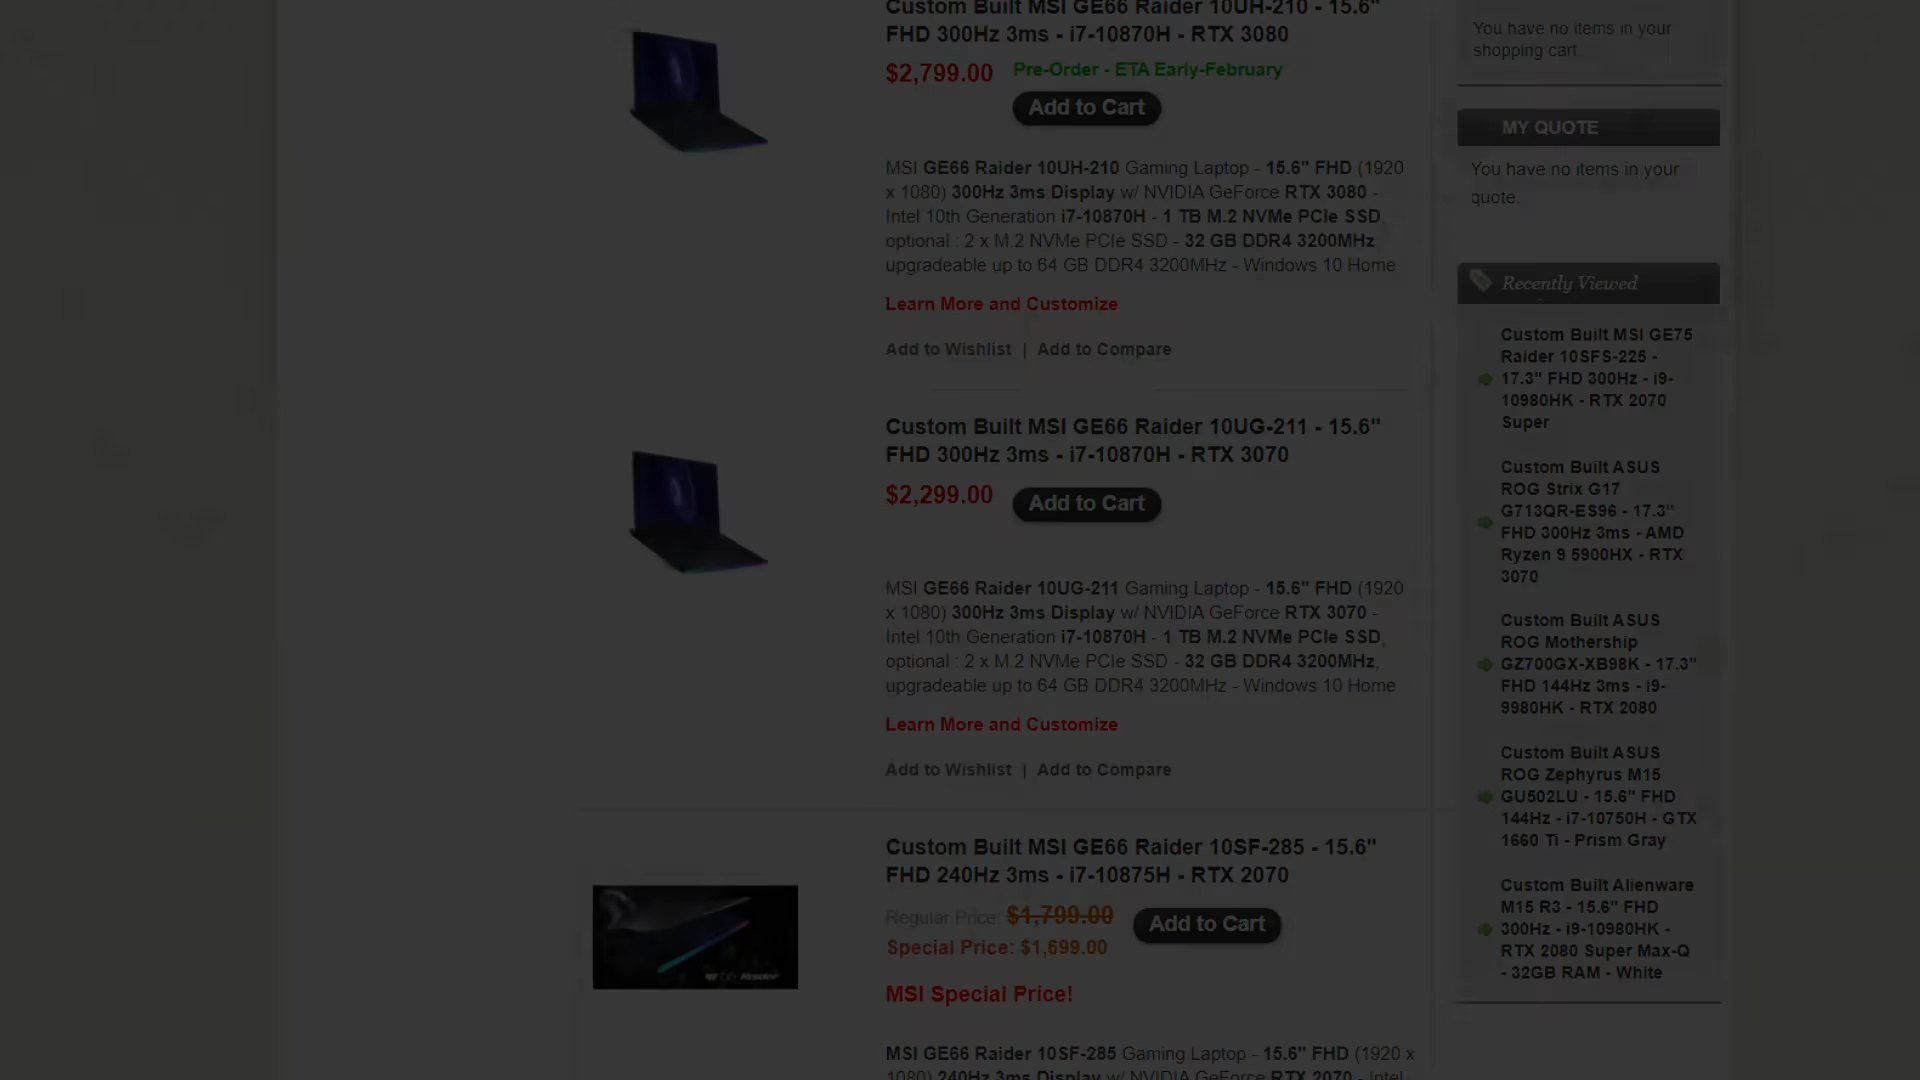 Custom Built MSI GE66 Raider 10UH-210 - 15.6"
FHD 300Hz 3ms - i7-10870H - RTX 3080
$2,799.00
Pre-Order - ETA Early-February
Add to Cart
MSI GE66 Raider 10UH-210 Gaming Laptop - 15.6" FHD (1920
x 1080) 300Hz 3ms Display w/ NVIDIA GeForce RTX 3080 -
Intel 10th Generation i7-10870H - 1 TB M.2 NVMe PCIe SSD,
optional : 2 x M.2 NVMe PCIe SSD - 32 GB DDR4 3200MHz,
upgradeable up to 64 GB DDR4 3200MHz - Windows 10 Home
Learn More and Customize
Add to Wishlist | Add to Compare
Custom Built MSI GE66 Raider 10UG-211 - 15.6"
FHD 300Hz 3ms - i7-10870H - RTX 3070
$2,299.00
Add to Cart
MSI GE66 Raider 10UG-211 Gaming Laptop - 15.6" FHD (1920
x 1080) 300Hz 3ms Display w/ NVIDIA GeForce RTX 3070 -
Intel 10th Generation i7-10870H - 1 TB M.2 NVMe PCIe SSD,
optional : 2 x M.2 NVMe PCIe SSD - 32 GB DDR4 3200MHz,
upgradeable up to 64 GB DDR4 3200MHz - Windows 10 Home
Learn More and Customize
Add to Wishlist | Add to Compare
Custom Built MSI GE66 Raider 10SF-285 - 15.6"
FHD 240Hz 3ms - i7-10875H - RTX 2070
Regular Price: $1,799.00
Special Price: $1,699.00
Add to Cart
MSI Special Price!
MSI GE66 Raider 10SF-285 Gaming Laptop - 15.6" FHD (1920 x
1080) 240Hz 3ms Display w/ NVIDIA GeForce RTX 2070 - Intel
You have no items in your
shopping cart.
MY QUOTE
You have no items in your
quote.
Recently Viewed
Custom Built MSI GE75
Raider 10SFS-225 -
17.3" FHD 300Hz - i9-
10980HK - RTX 2070
Super
Custom Built ASUS
ROG Strix G17
G713QR-ES96 - 17.3"
FHD 300Hz 3ms - AMD
Ryzen 9 5900HX - RTX
3070
Custom Built ASUS
ROG Mothership
GZ700GX-XB98K - 17.3"
FHD 144Hz 3ms - i9-
9980HK - RTX 2080
Custom Built ASUS
ROG Zephyrus M15
GU502LU - 15.6" FHD
144Hz - i7-10750H - GTX
1660 Ti - Prism Gray
Custom Built Alienware
M15 R3 - 15.6" FHD
300Hz - i9-10980HK -
RTX 2080 Super Max-Q
- 32GB RAM - White